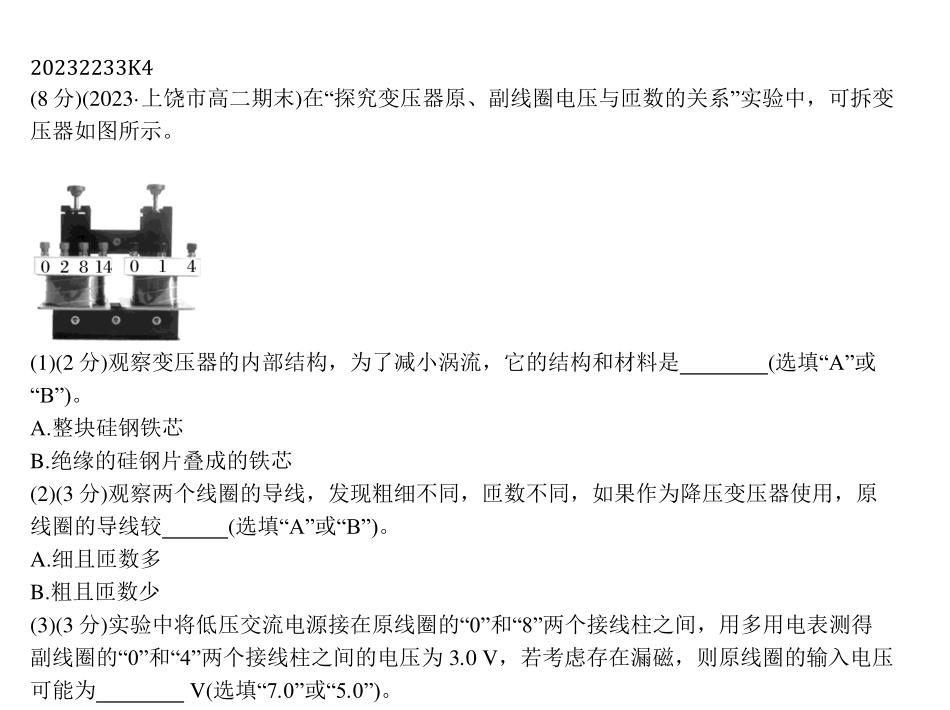 20232233K4
(8 分)(2023·上饶市高二期末)在“探究变压器原、副线圈电压与匝数的关系”实验中，可拆变
压器如图所示。
0 2 8 14 0 1 4
(1)(2 分)观察变压器的内部结构，为了减小涡流，它的结构和材料是________(选填“A”或
“B”)。
A.整块硅钢铁芯
B.绝缘的硅钢片叠成的铁芯
(2)(3 分)观察两个线圈的导线，发现粗细不同，匝数不同，如果作为降压变压器使用，原
线圈的导线较______(选填“A”或“B”)。
A.细且匝数多
B.粗且匝数少
(3)(3 分)实验中将低压交流电源接在原线圈的“0”和“8”两个接线柱之间，用多用电表测得
副线圈的“0”和“4”两个接线柱之间的电压为 3.0 V，若考虑存在漏磁，则原线圈的输入电压
可能为________ V(选填“7.0”或“5.0”)。